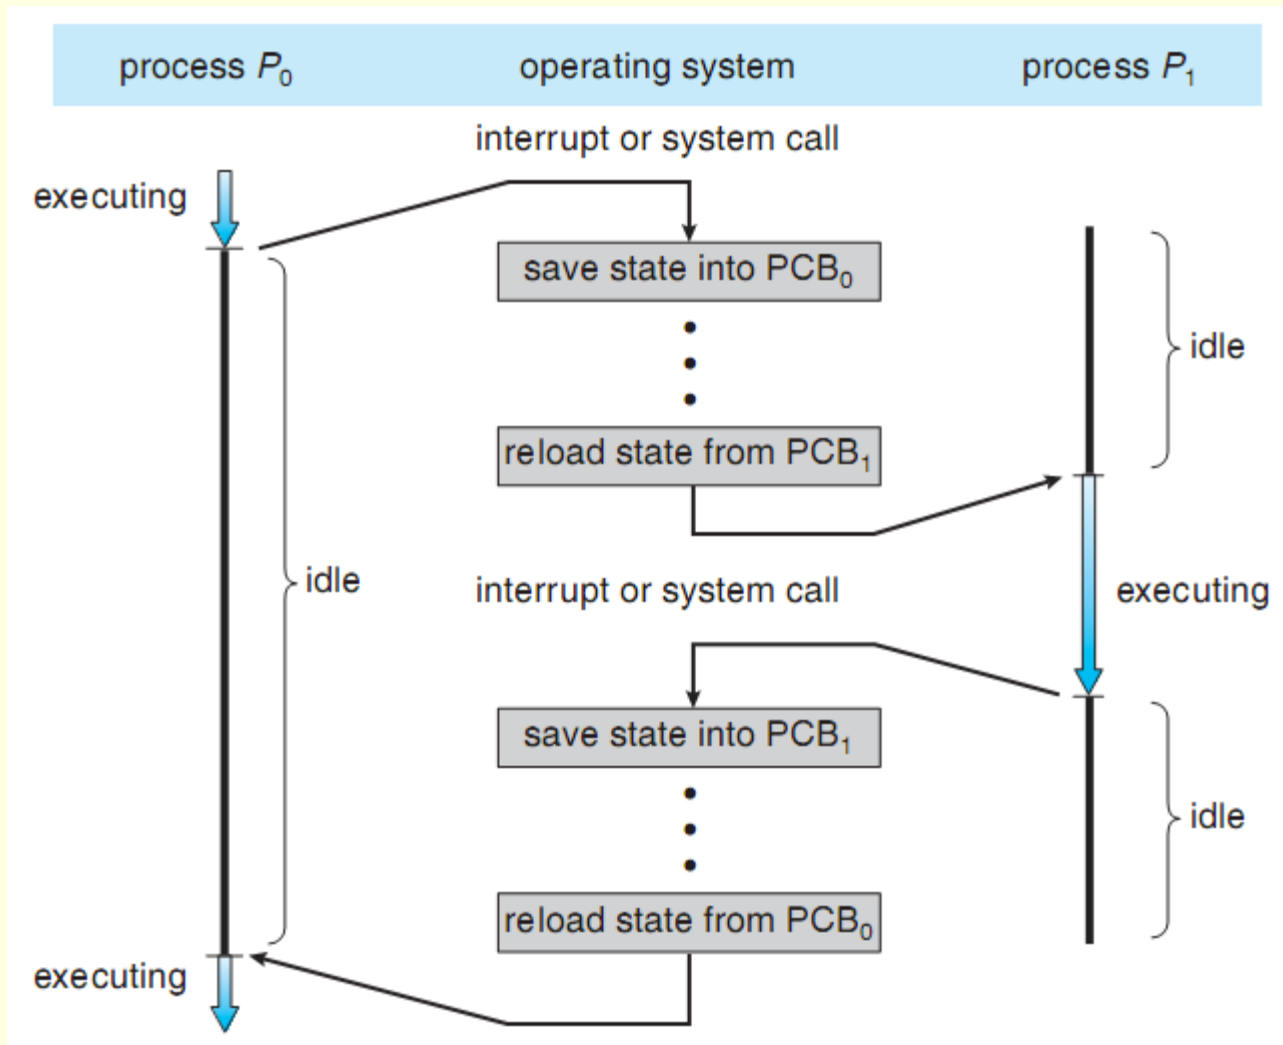 process P₀ operating system process P₁
interrupt or system call
executing
save state into PCB₀
idle
reload state from PCB₁
idle
interrupt or system call
executing
save state into PCB₁
idle
reload state from PCB₀
executing